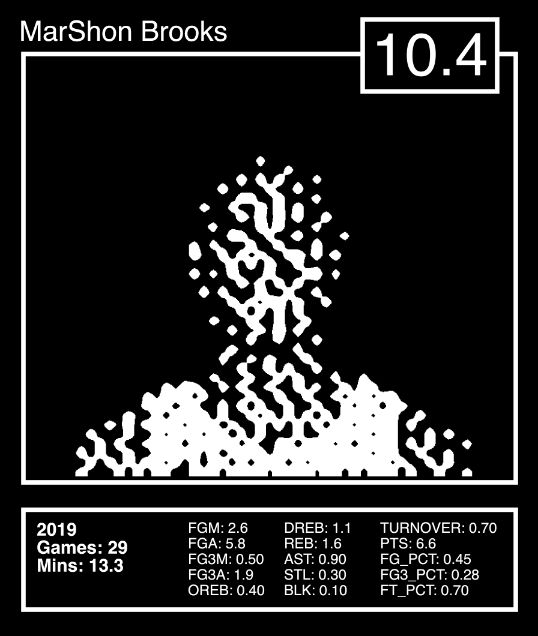 MarShon Brooks
10.4
2019
Games: 29
Mins: 13.3
FGM: 2.6
FGA: 5.8
FG3M: 0.50
FG3A: 1.9
OREB: 0.40
DREB: 1.1
REB: 1.6
AST: 0.90
STL: 0.30
BLK: 0.10
TURNOVER: 0.70
PTS: 6.6
FG_PCT: 0.45
FG3_PCT: 0.28
FT_PCT: 0.70